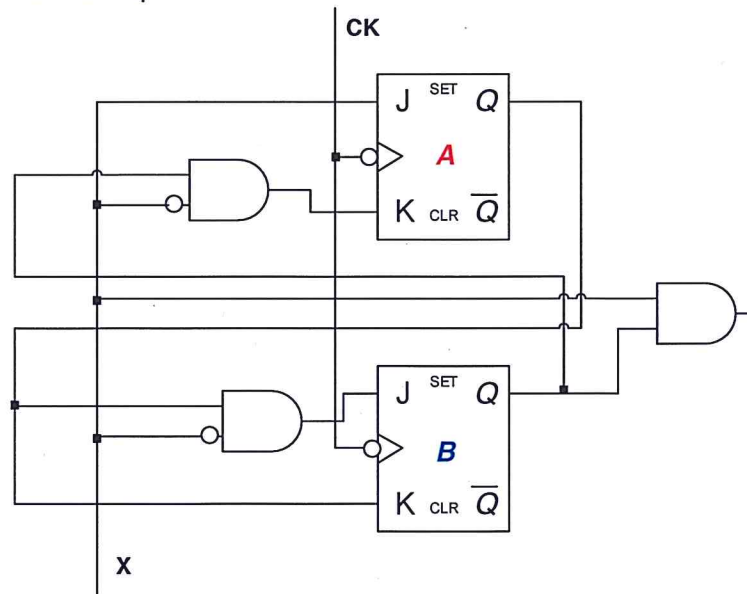 CK
J SET Q
A
K CLR Q̅
J SET Q
B
K CLR Q̅
X